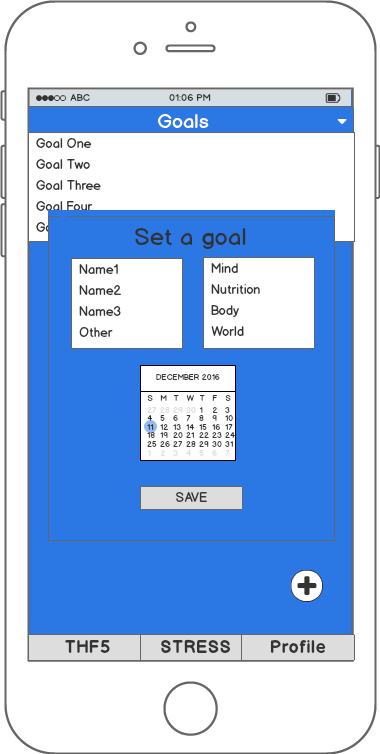 ABC 01:06 PM
Goals
Goal One
Goal Two
Goal Three
Goal Four
Set a goal
Name1
Name2
Name3
Other
Mind
Nutrition
Body
World
DECEMBER 2016
S M T W T F S
27 28 29 30 1 2 3
4 5 6 7 8 9 10
11 12 13 14 15 16 17
18 19 20 21 22 23 24
25 26 27 28 29 30 31
1 2 3 4 5 6 7
SAVE
THF5 STRESS Profile